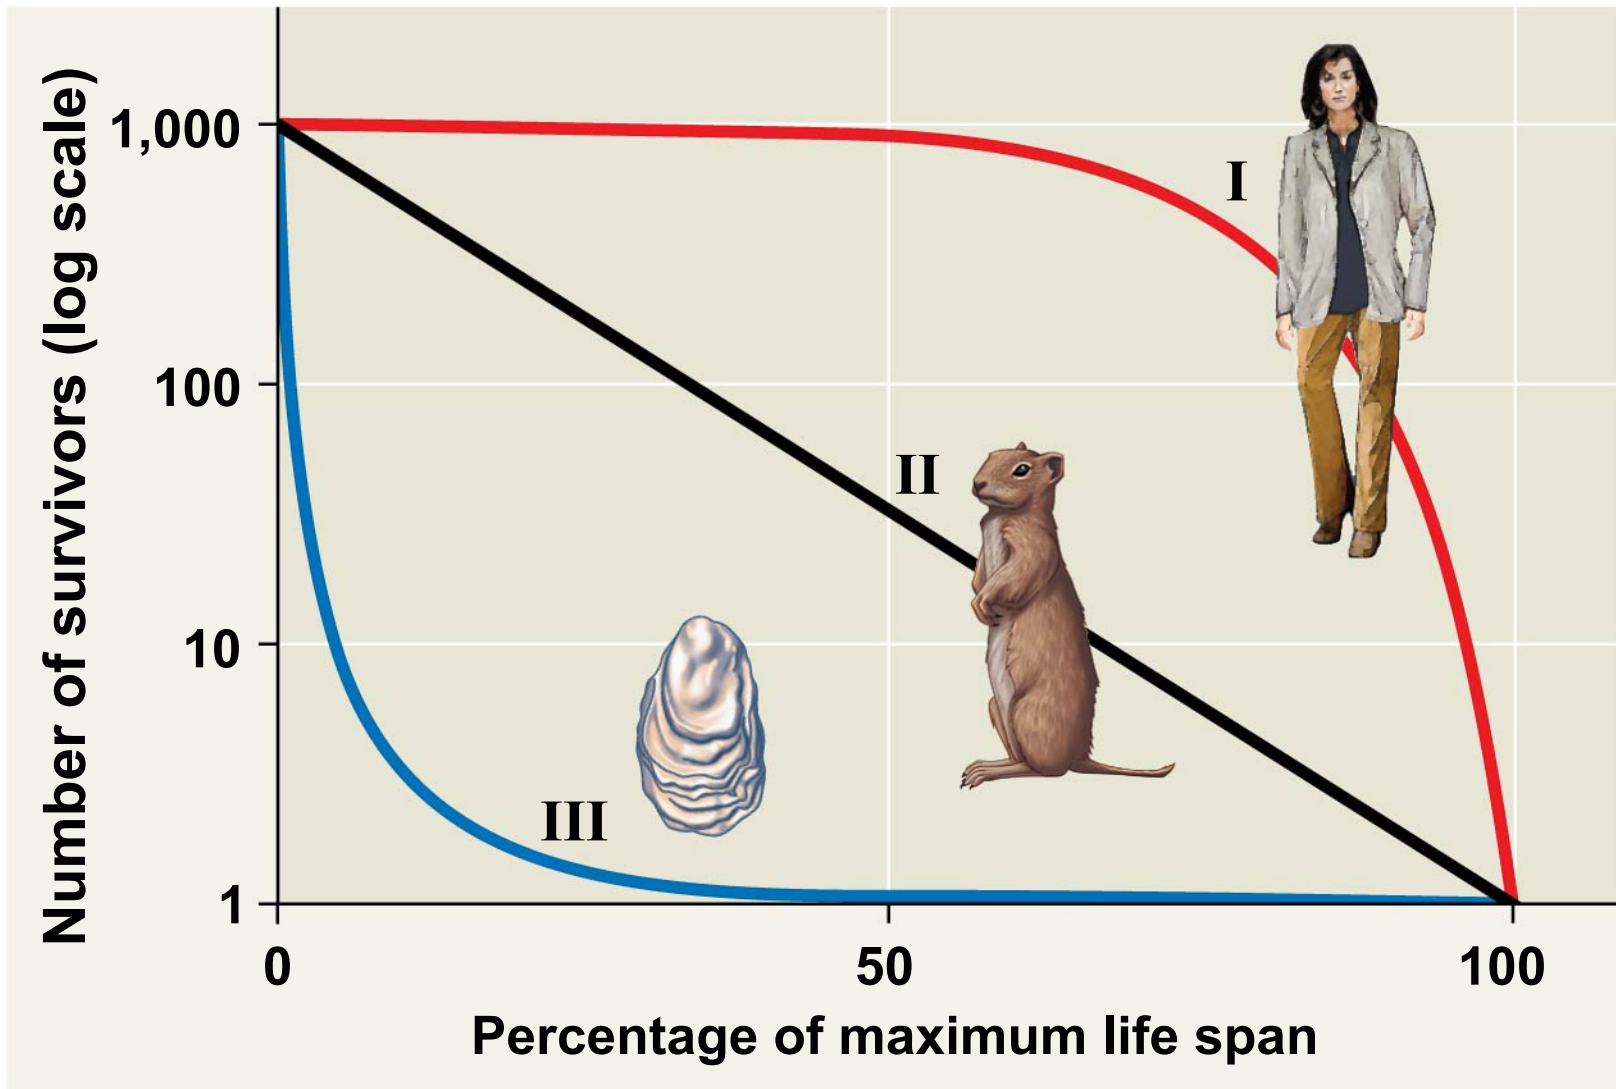 Number of survivors (log scale)
1,000
100
10
1
I
II
III
0
50
100
Percentage of maximum life span